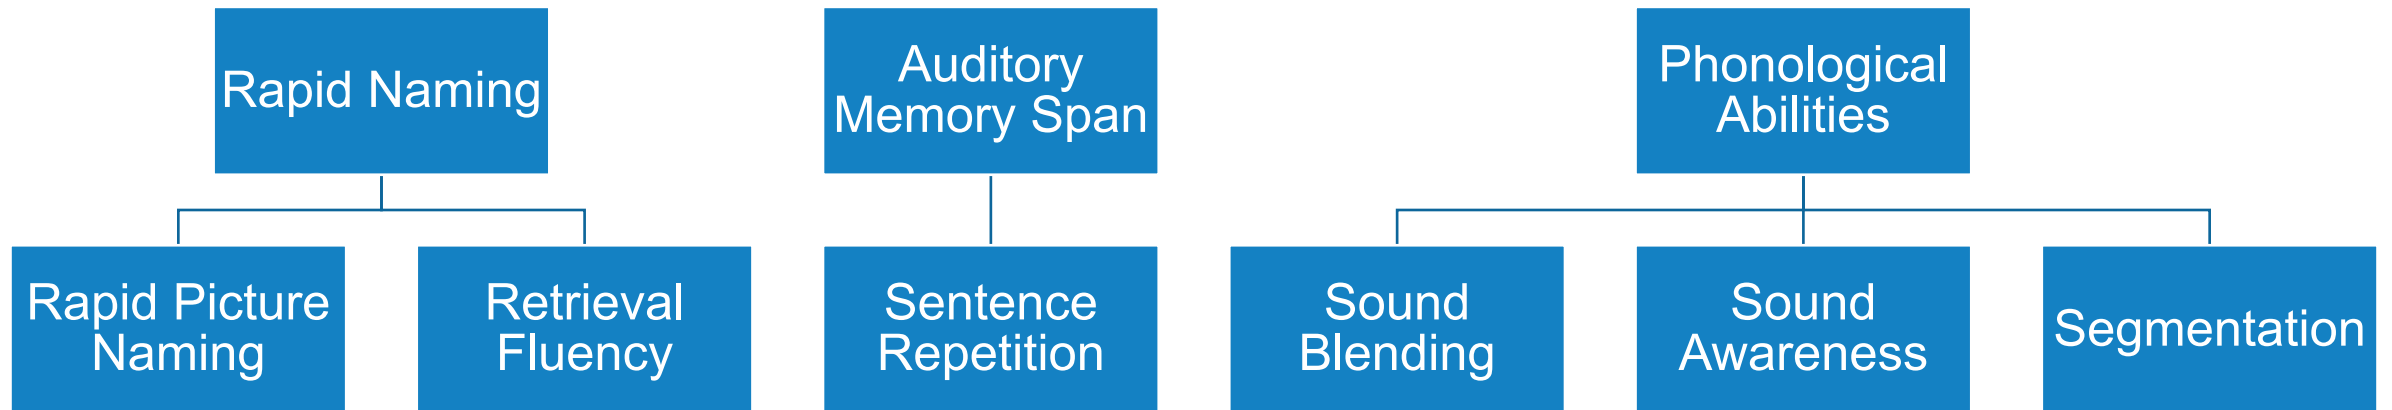 Rapid Naming
Auditory
Memory Span
Phonological
Abilities
Rapid Picture
Naming
Retrieval
Fluency
Sentence
Repetition
Sound
Blending
Sound
Awareness
Segmentation